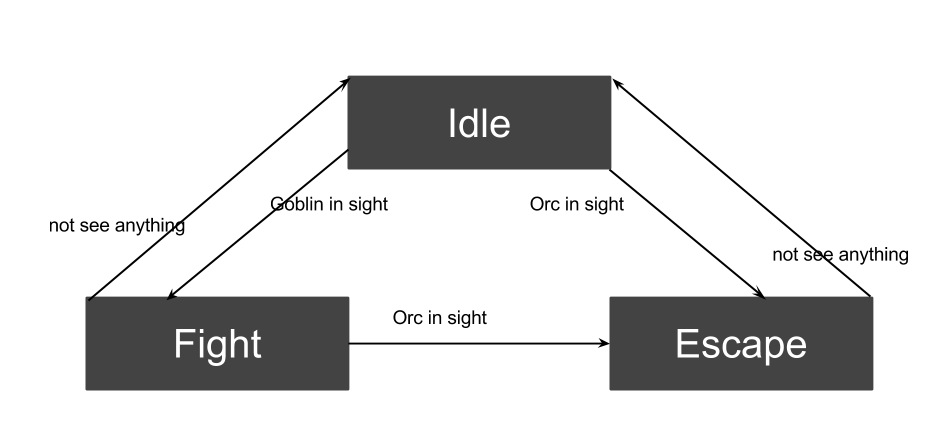 Idle
Goblin in sight
Orc in sight
not see anything
not see anything
Orc in sight
Fight
Escape